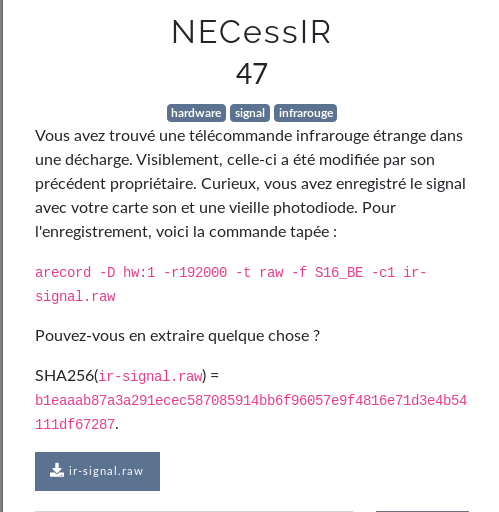 NECessIR
47
hardware signal infrarouge
Vous avez trouvé une télécommande infrarouge étrange dans
une décharge. Visiblement, celle-ci a été modifiée par son
précédent propriétaire. Curieux, vous avez enregistré le signal
avec votre carte son et une vieille photodiode. Pour
l'enregistrement, voici la commande tapée :
arecord -D hw:1 -r192000 -t raw -f S16_BE -c1 ir-
signal.raw
Pouvez-vous en extraire quelque chose ?
SHA256(ir-signal.raw) =
b1eaaab87a3a291ecec587085914bb6f96057e9f4816e71d3e4b54
111df67287.
ir-signal.raw